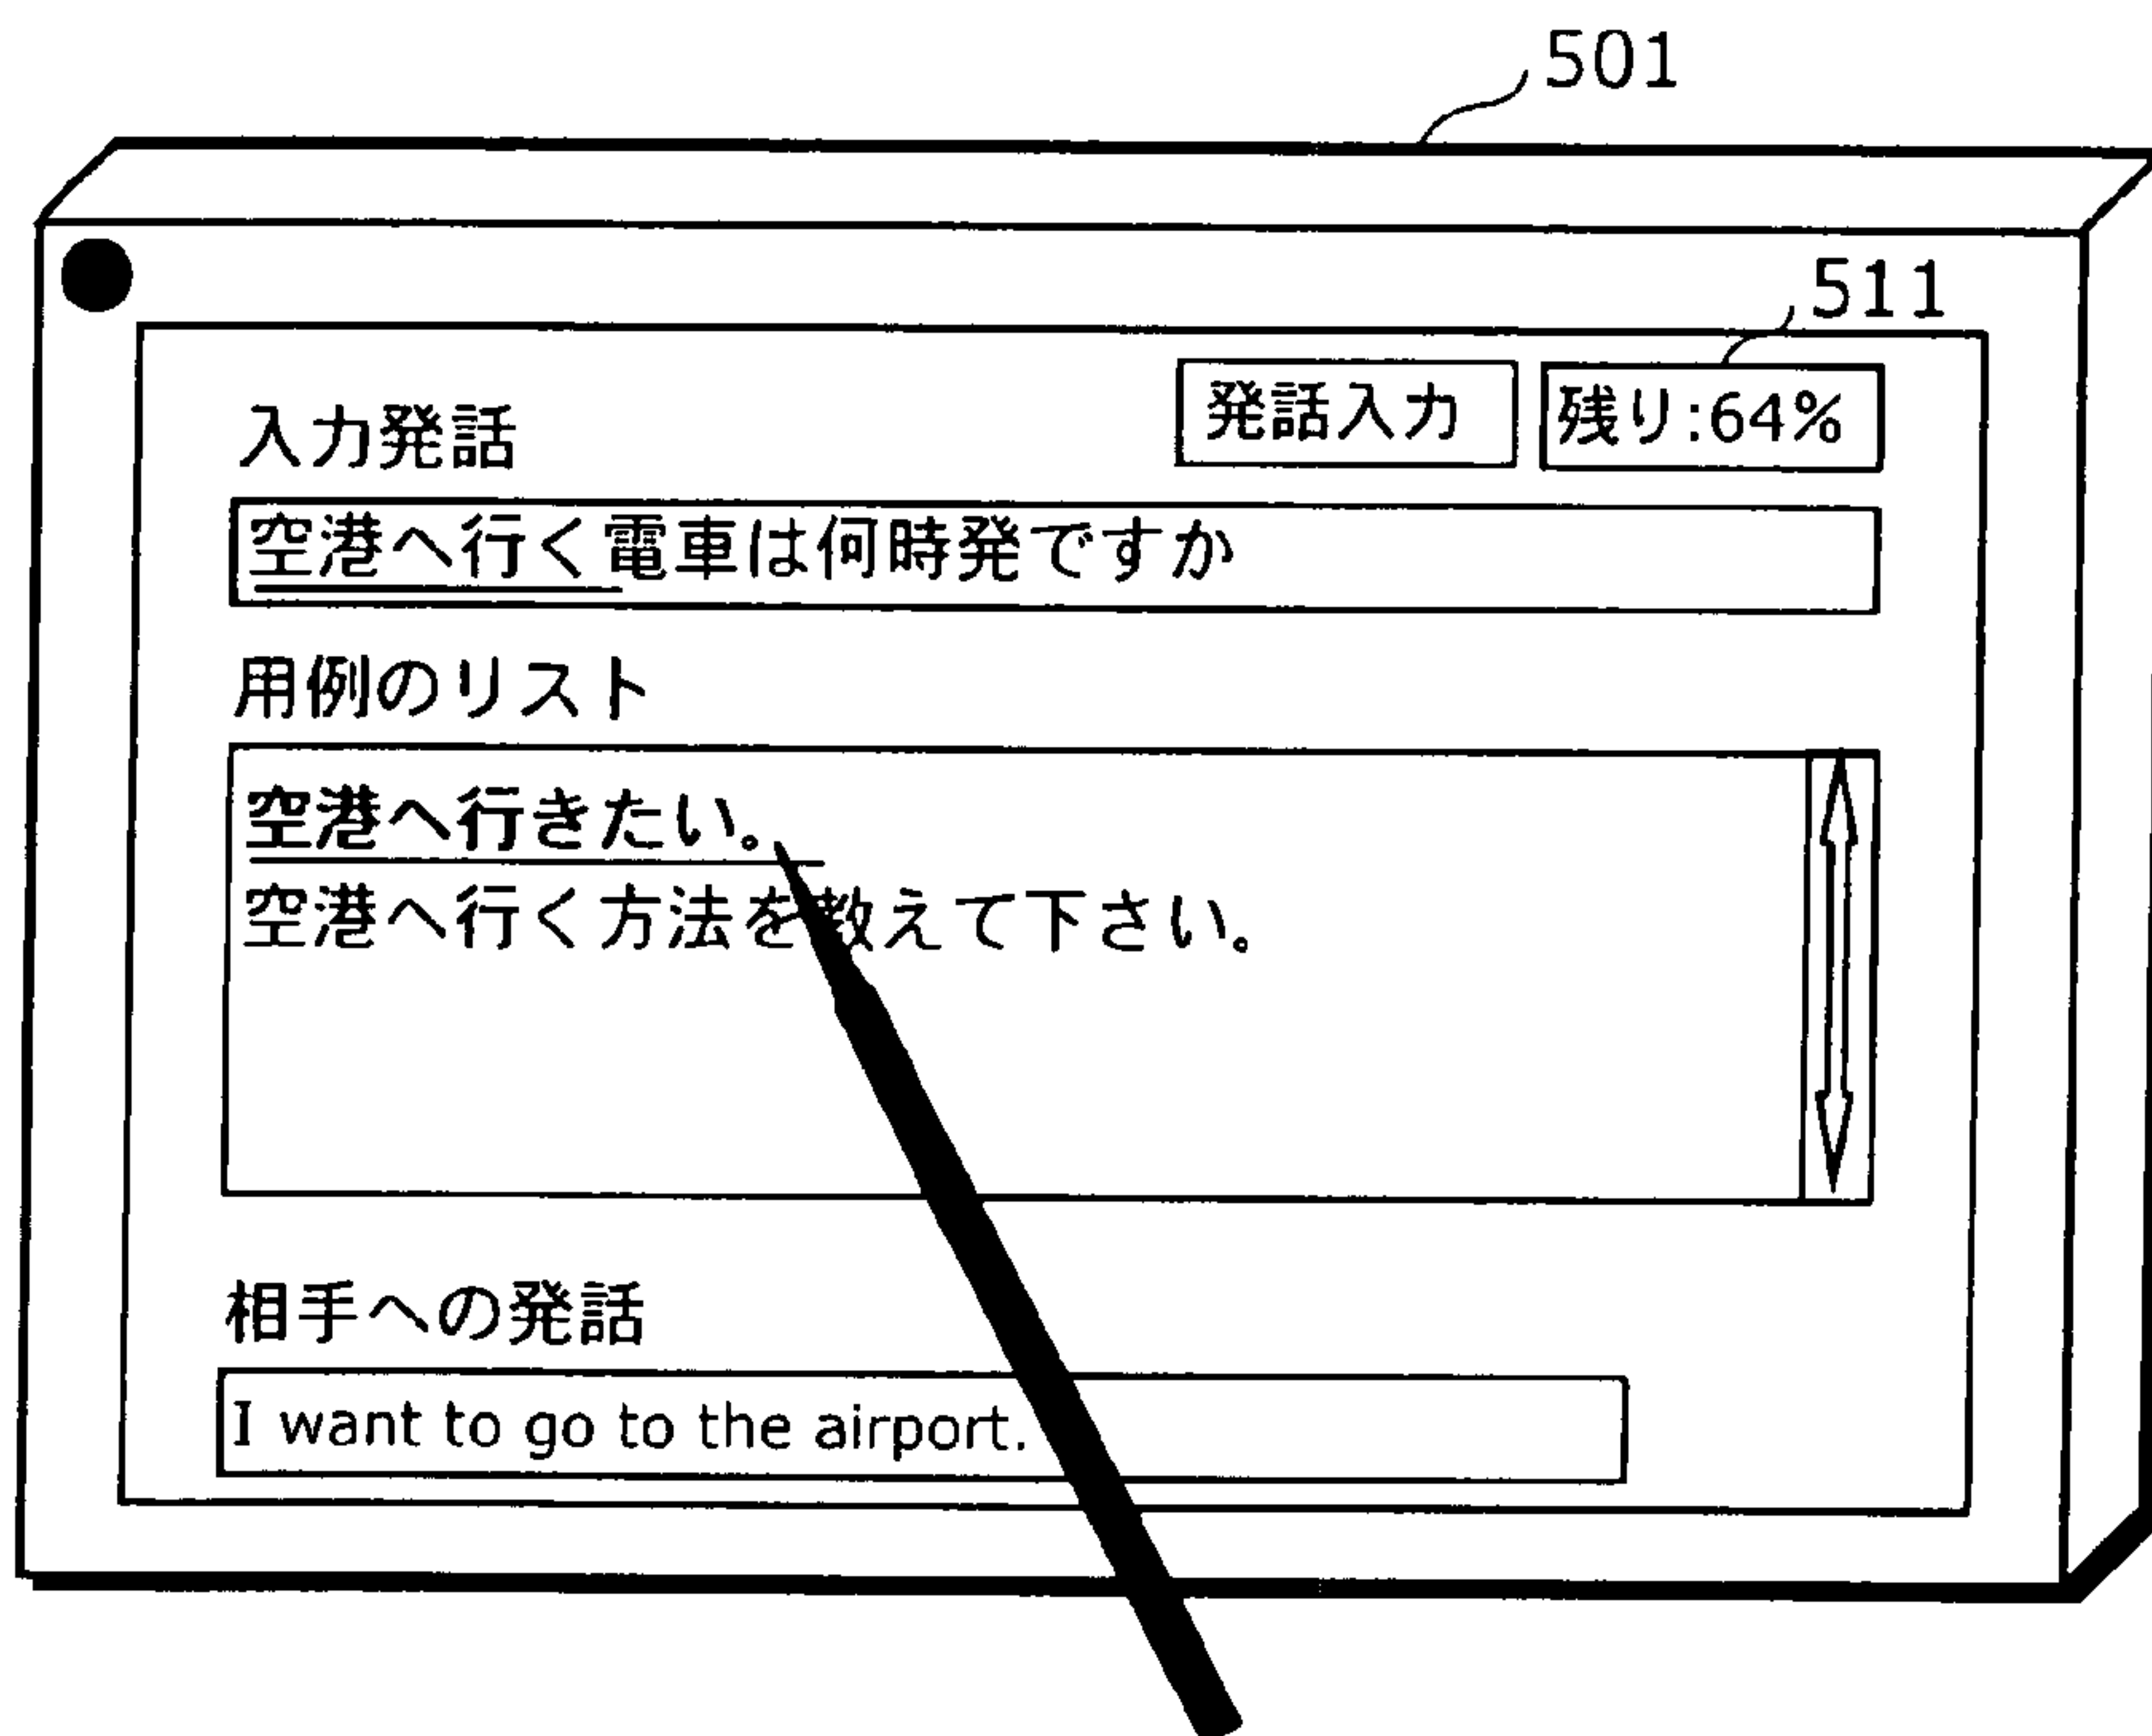 501
511
入力発話
発話入力
残り:64%
空港へ行く電車は何時発ですか
用例のリスト
空港へ行きたい。
空港へ行く方法を教えて下さい。
相手への発話
I want to go to the airport.